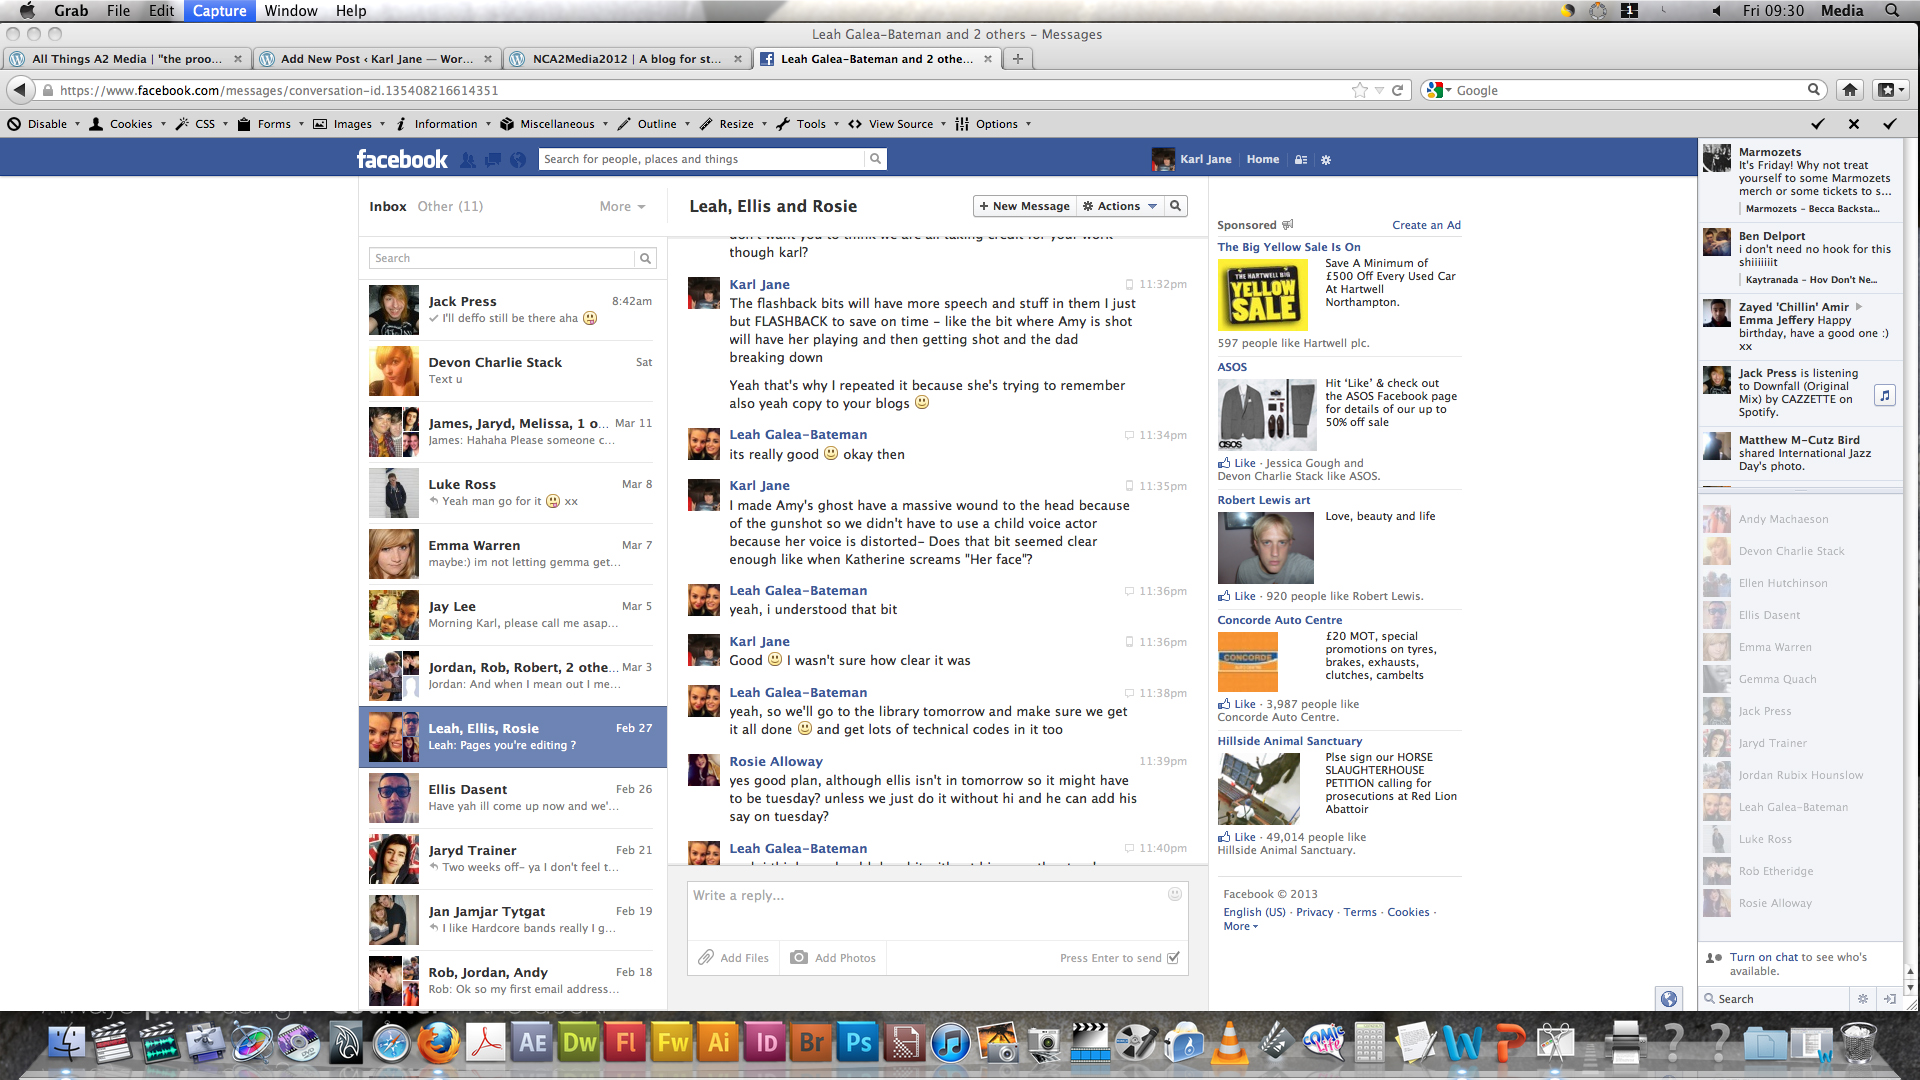 Grab File Edit Capture Window Help
1 Fri 09:30 Media
Leah Galea-Bateman and 2 others – Messages
All Things A2 Media | "the proo...
Add New Post ‹ Karl Jane — Wor...
NCA2Media2012 | A blog for st...
Leah Galea-Bateman and 2 othe...
https://www.facebook.com/messages/conversation-id.135408216614351
Google
Disable Cookies CSS Forms Images Information Miscellaneous Outline Resize Tools View Source Options
facebook
Search for people, places and things
Karl Jane Home
Inbox Other (11) More
Search
Jack Press 8:42am
I'll deffo still be there aha
Devon Charlie Stack Sat
Text u
James, Jaryd, Melissa, 1 o... Mar 11
James: Hahaha Please someone c...
Luke Ross Mar 8
Yeah man go for it xx
Emma Warren Mar 7
maybe:) im not letting gemma get...
Jay Lee Mar 5
Morning Karl, please call me asap...
Jordan, Rob, Robert, 2 othe... Mar 3
Jordan: And when I mean out I me...
Leah, Ellis, Rosie Feb 27
Leah: Pages you're editing ?
Ellis Dasent Feb 26
Have yah ill come up now and we'...
Jaryd Trainer Feb 21
Two weeks off- ya I don't feel t...
Jan Jamjar Tytgat Feb 19
I like Hardcore bands really I g...
Rob, Jordan, Andy Feb 18
Rob: Ok so my first email address...
Leah, Ellis and Rosie
+ New Message Actions
don't want you to think we are all taking credit for your work
though karl?
Karl Jane 11:32pm
The flashback bits will have more speech and stuff in them I just
but FLASHBACK to save on time – like the bit where Amy is shot
will have her playing and then getting shot and the dad
breaking down
Yeah that's why I repeated it because she's trying to remember
also yeah copy to your blogs
Leah Galea-Bateman 11:34pm
its really good okay then
Karl Jane 11:35pm
I made Amy's ghost have a massive wound to the head because
of the gunshot so we didn't have to use a child voice actor
because her voice is distorted- Does that bit seemed clear
enough like when Katherine screams "Her face"?
Leah Galea-Bateman 11:36pm
yeah, i understood that bit
Karl Jane 11:36pm
Good I wasn't sure how clear it was
Leah Galea-Bateman 11:38pm
yeah, so we'll go to the library tomorrow and make sure we get
it all done and get lots of technical codes in it too
Rosie Alloway 11:39pm
yes good plan, although ellis isn't in tomorrow so it might have
to be tuesday? unless we just do it without hi and he can add his
say on tuesday?
Leah Galea-Bateman 11:40pm
Write a reply...
Add Files Add Photos Press Enter to send
Sponsored Create an Ad
The Big Yellow Sale Is On
THE HARTWELL BIG
YELLOW
SALE
Save A Minimum of
£500 Off Every Used Car
At Hartwell
Northampton.
597 people like Hartwell plc.
ASOS
asos
Hit ‘Like’ & check out
the ASOS Facebook page
for details of our up to
50% off sale
Like · Jessica Gough and
Devon Charlie Stack like ASOS.
Robert Lewis art
Love, beauty and life
Like · 920 people like Robert Lewis.
Concorde Auto Centre
CONCORDE
£20 MOT, special
promotions on tyres,
brakes, exhausts,
clutches, cambelts
Like · 3,987 people like
Concorde Auto Centre.
Hillside Animal Sanctuary
Plse sign our HORSE
SLAUGHTERHOUSE
PETITION calling for
prosecutions at Red Lion
Abattoir
Like · 49,014 people like
Hillside Animal Sanctuary.
Facebook © 2013
English (US) · Privacy · Terms · Cookies ·
More
Marmozets
It's Friday! Why not treat
yourself to some Marmozets
merch or some tickets to s...
Marmozets – Becca Backsta...
Ben Delport
i don't need no hook for this
shiiiiiiit
Kaytranada – Hov Don't Ne...
Zayed 'Chillin' Amir
Emma Jeffery Happy
birthday, have a good one :)
xx
Jack Press is listening
to Downfall (Original
Mix) by CAZZETTE on
Spotify.
Matthew M-Cutz Bird
shared International Jazz
Day's photo.
Andy Machaeson
Devon Charlie Stack
Ellen Hutchinson
Ellis Dasent
Emma Warren
Gemma Quach
Jack Press
Jaryd Trainer
Jordan Rubix Hounslow
Leah Galea-Bateman
Luke Ross
Rob Etheridge
Rosie Alloway
Turn on chat to see who's
available.
Search
AE Dw Fl Fw Ai Id Br Ps
COMIC Life